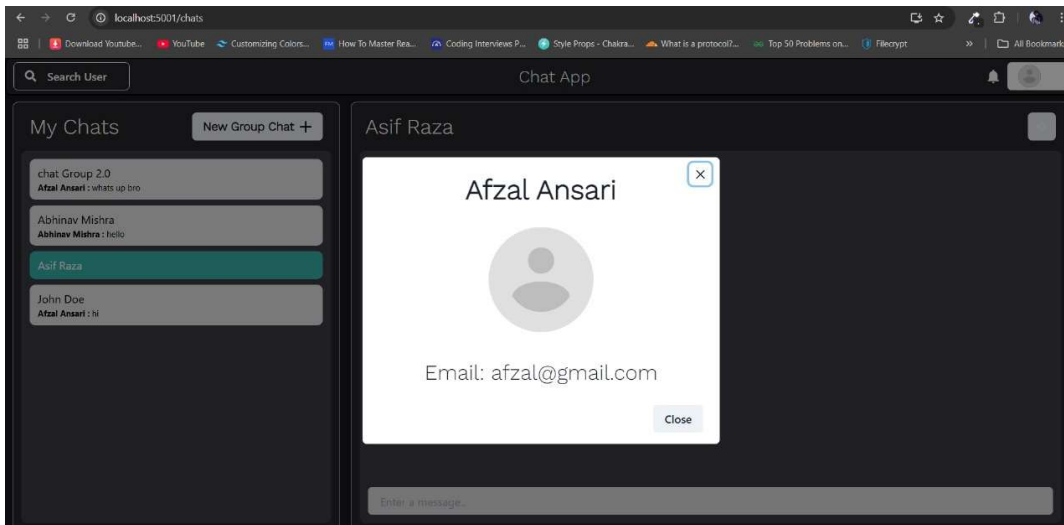 localhost:5001/chats
Download Youtube... YouTube Customizing Colors... How To Master Rea... Coding Interviews P... Style Props - Chakra... What is a protocol?... Top 50 Problems on... Filecrypt » All Bookmark
Search User Chat App
My Chats New Group Chat + Asif Raza
chat Group 2.0
Afzal Ansari : whats up bro
Abhinav Mishra
Abhinav Mishra : hello
Asif Raza
John Doe
Afzal Ansari : hi
Afzal Ansari
Email: afzal@gmail.com
Close
Enter a message..